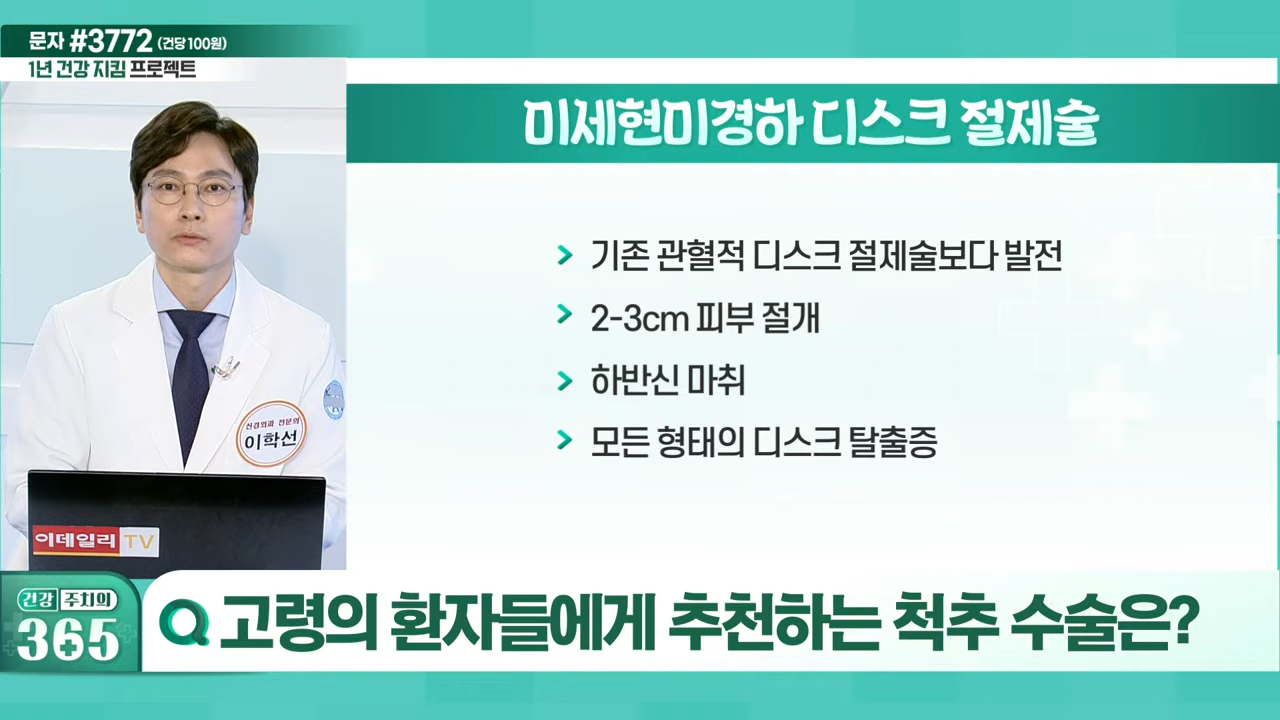 문자 #3772 (건당 100원)
1년 건강 지킴 프로젝트
미세현미경하 디스크 절제술
> 기존 관혈적 디스크 절제술보다 발전
> 2-3cm 피부 절개
> 하반신 마취
> 모든 형태의 디스크 탈출증
신경외과 전문의
이학선
이데일리 TV
건강 주치의
365
Q 고령의 환자들에게 추천하는 척추 수술은?